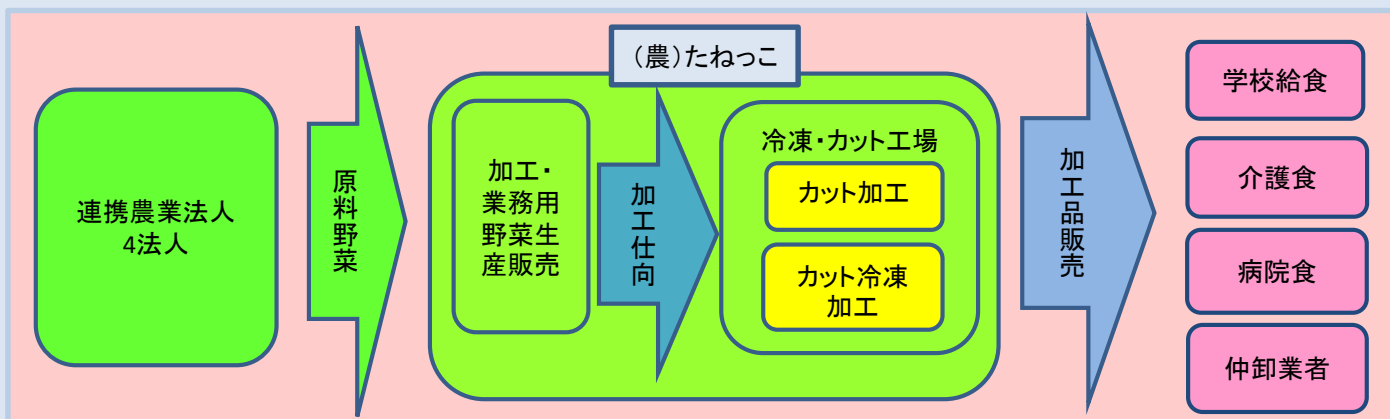 (農)たねっこ
連携農業法人
4法人
原料野菜
加工・
業務用
野菜生
産販売
加工仕向
冷凍・カット工場
カット加工
カット冷凍
加工
加工品販売
学校給食
介護食
病院食
仲卸業者